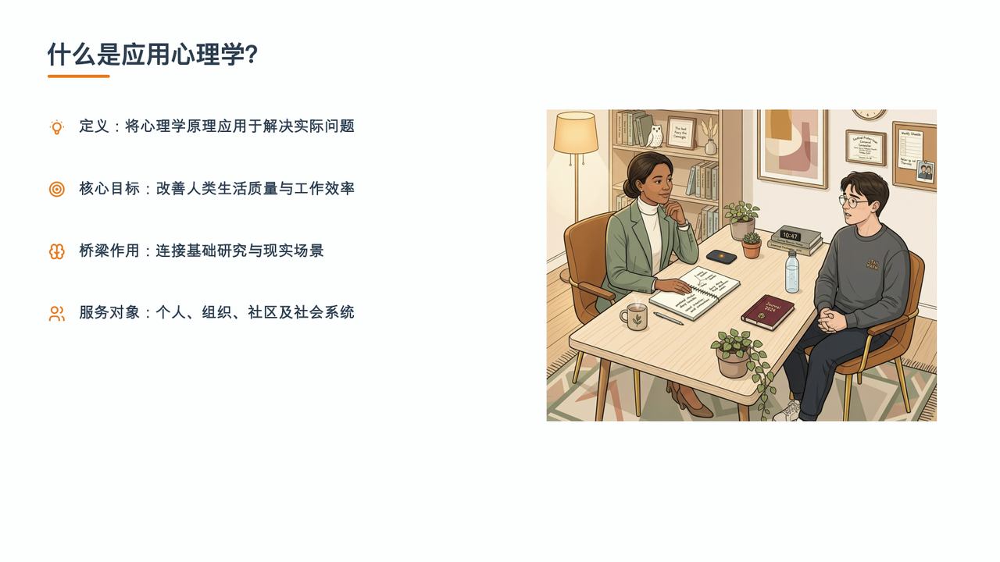 什么是应用心理学?
定义：将心理学原理应用于解决实际问题
核心目标：改善人类生活质量与工作效率
桥梁作用：连接基础研究与现实场景
服务对象：个人、组织、社区及社会系统
10:47
Journal
2024